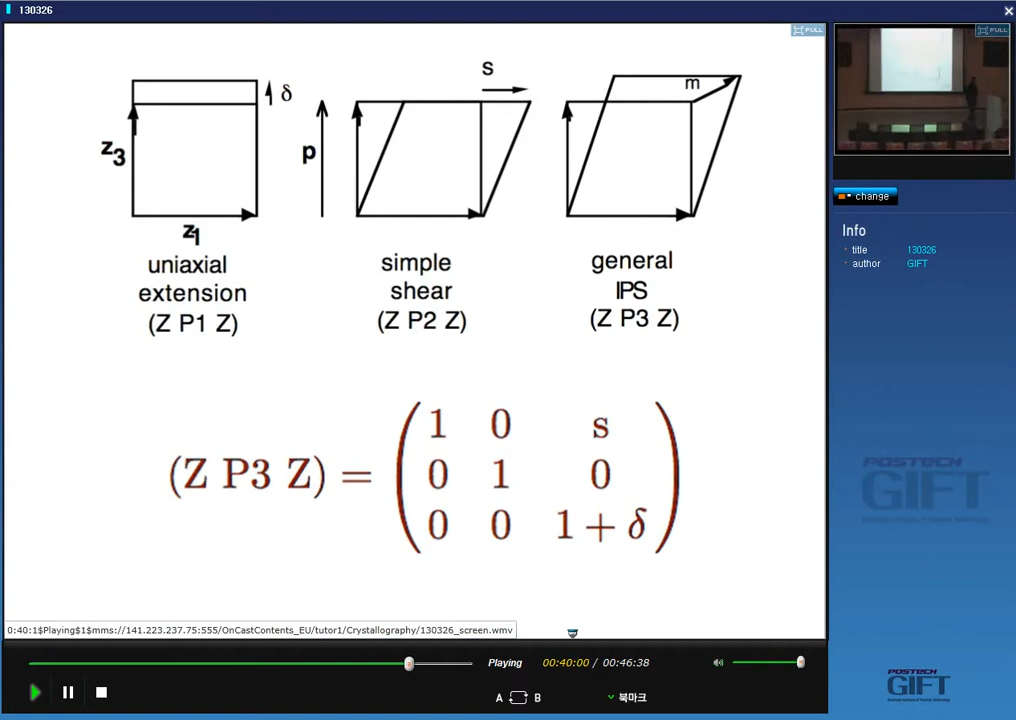 130326
FULL
δ
s
m
z3
p
z1
uniaxial
extension
(Z P1 Z)
simple
shear
(Z P2 Z)
general
IPS
(Z P3 Z)
(Z P3 Z) =
1 0 s
0 1 0
0 0 1 + δ
0:40:1$Playing$1$mms://141.223.237.75:555/OnCastContents_EU/tutor1/Crystallography/130326_screen.wmv
Playing
00:40:00 / 00:46:38
A B
북마크
FULL
change
Info
title 130326
author GIFT
POSTECH
GIFT
POSTECH
GIFT